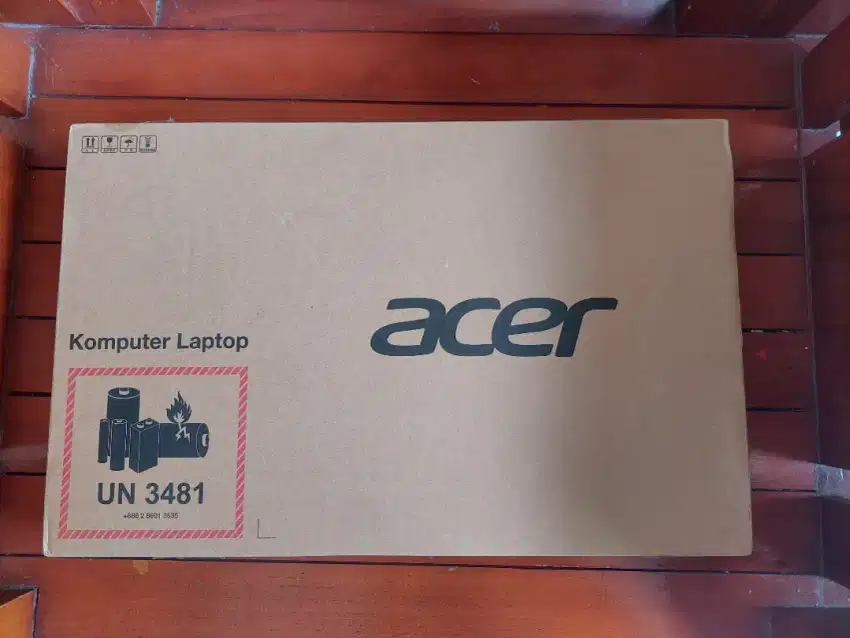 Komputer Laptop
acer
UN 3481